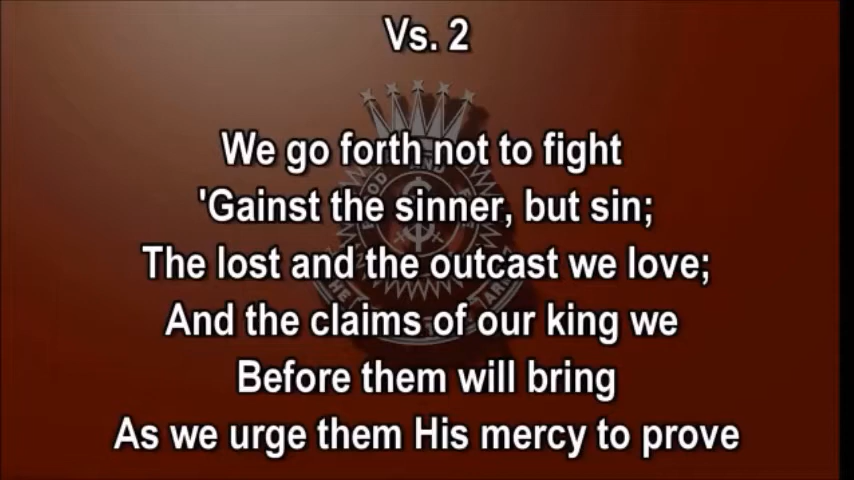 Vs. 2
We go forth not to fight
'Gainst the sinner, but sin;
The lost and the outcast we love;
And the claims of our king we
Before them will bring
As we urge them His mercy to prove